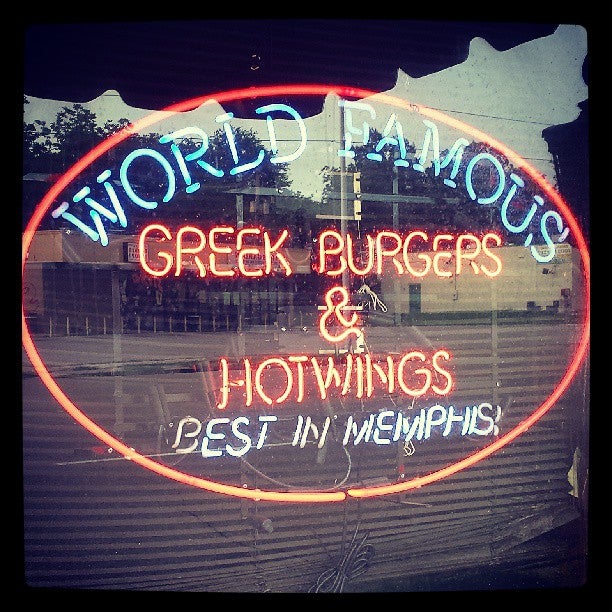 WORLD FAMOUS
GREEK BURGERS
&
HOTWINGS
BEST IN MEMPHIS!